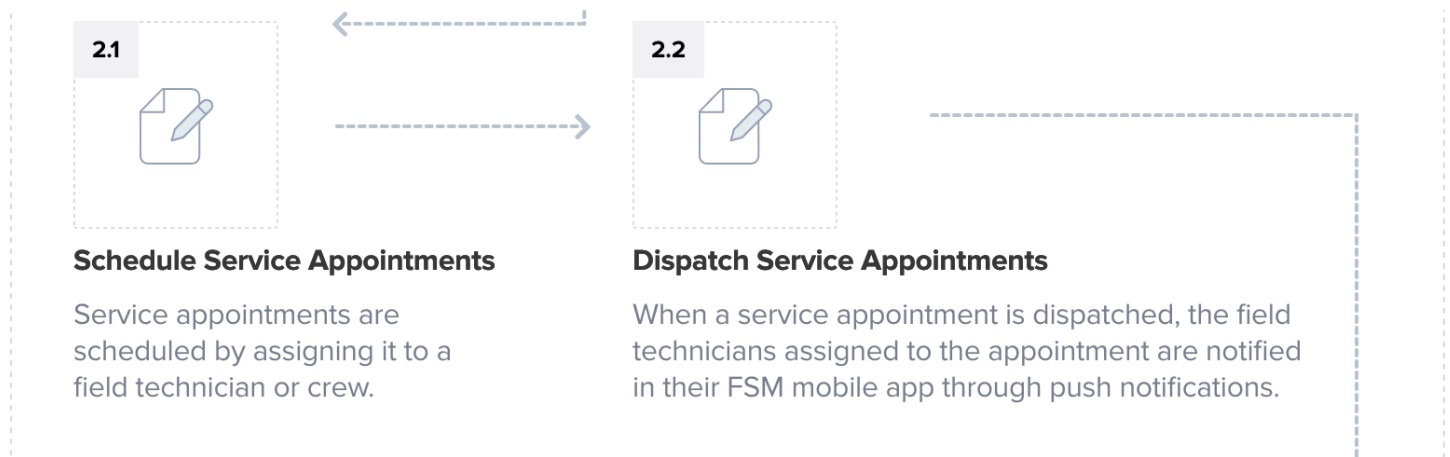 2.1
2.2
Schedule Service Appointments
Service appointments are
scheduled by assigning it to a
field technician or crew.
Dispatch Service Appointments
When a service appointment is dispatched, the field
technicians assigned to the appointment are notified
in their FSM mobile app through push notifications.